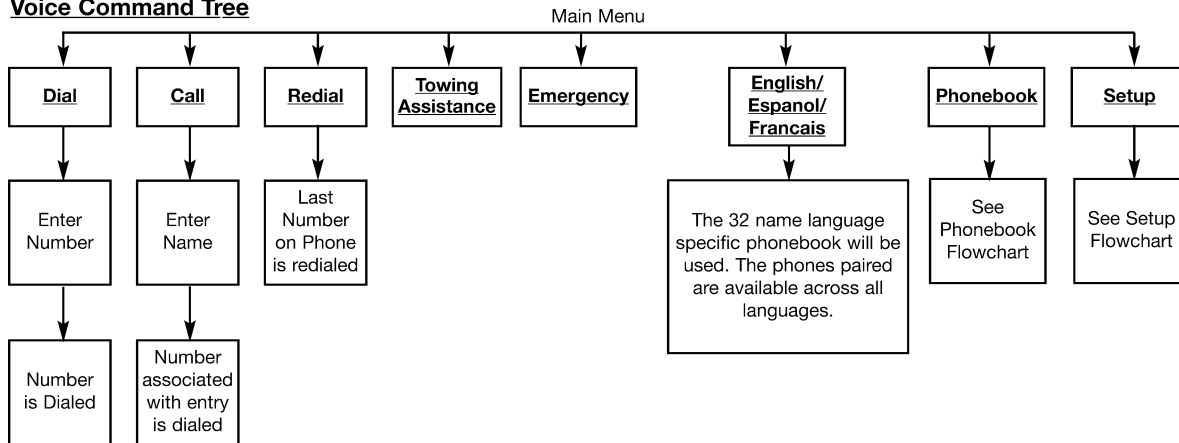 Voice Command Tree
Main Menu
Dial
Call
Redial
Towing
Assistance
Emergency
English/
Espanol/
Francais
Phonebook
Setup
Enter
Number
Enter
Name
Last
Number
on Phone
is redialed
The 32 name language
specific phonebook will be
used. The phones paired
are available across all
languages.
See
Phonebook
Flowchart
See Setup
Flowchart
Number
is Dialed
Number
associated
with entry
is dialed